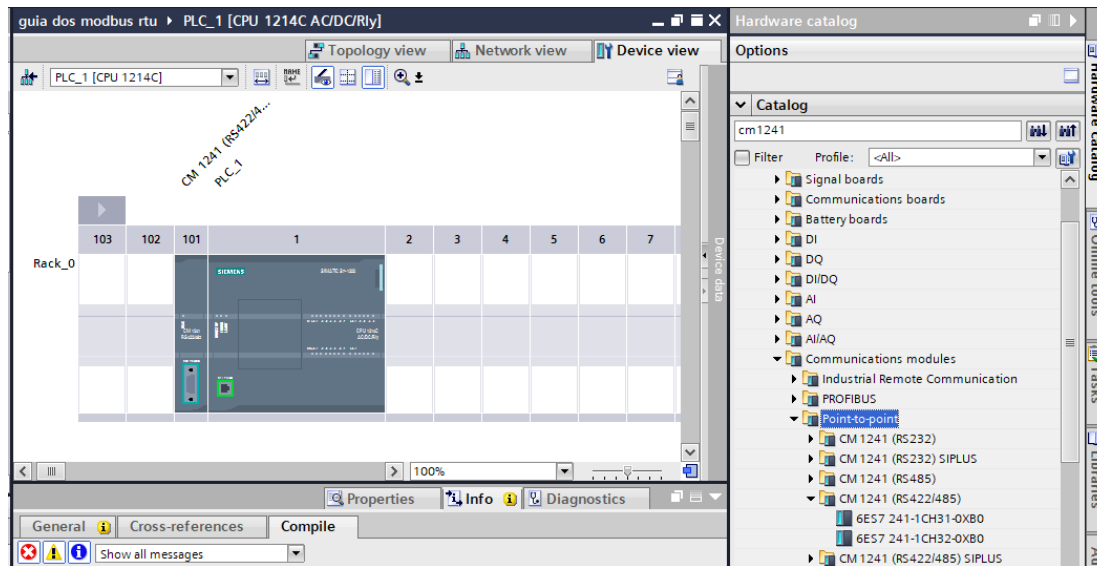 guia dos modbus rtu ▸ PLC_1 [CPU 1214C AC/DC/Rly]
Topology view
Network view
Device view
PLC_1 [CPU 1214C]
CM 1241 (RS422/4...
PLC_1
103 102 101 1 2 3 4 5 6 7
Rack_0
SIEMENS
Device data
100%
Properties
Info
Diagnostics
General
Cross-references
Compile
Show all messages
Hardware catalog
Options
Catalog
cm1241
Filter
Profile:
<All>
Signal boards
Communications boards
Battery boards
DI
DQ
DI/DQ
AI
AQ
AI/AQ
Communications modules
Industrial Remote Communication
PROFIBUS
Point-to-point
CM 1241 (RS232)
CM 1241 (RS232) SIPLUS
CM 1241 (RS485)
CM 1241 (RS422/485)
6ES7 241-1CH31-0XB0
6ES7 241-1CH32-0XB0
CM 1241 (RS422/485) SIPLUS
Hardware catalog
Online tools
Tasks
Libraries